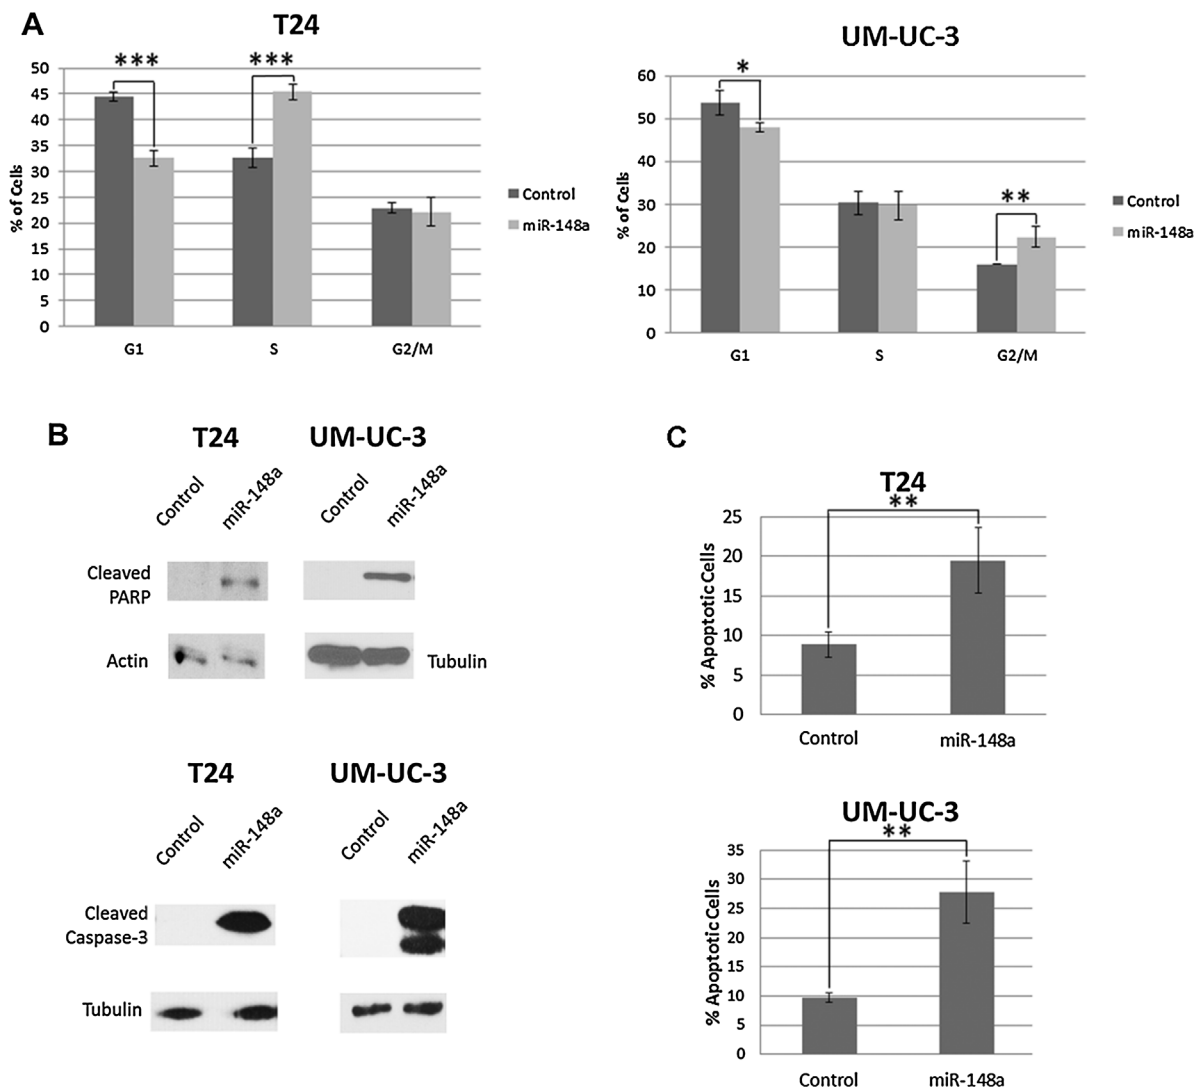 A
T24
***
***
50
45
40
35
30
25
20
15
10
5
0
% of Cells
G1
S
G2/M
Control
miR-148a
UM-UC-3
*
**
60
50
40
30
20
10
0
% of Cells
G1
S
G2/M
Control
miR-148a
B
T24
UM-UC-3
Control
miR-148a
Control
miR-148a
Cleaved
PARP
Actin
Tubulin
T24
UM-UC-3
Control
miR-148a
Control
miR-148a
Cleaved
Caspase-3
Tubulin
C
T24
**
25
20
15
10
5
0
% Apoptotic Cells
Control
miR-148a
UM-UC-3
**
35
30
25
20
15
10
5
0
% Apoptotic Cells
Control
miR-148a